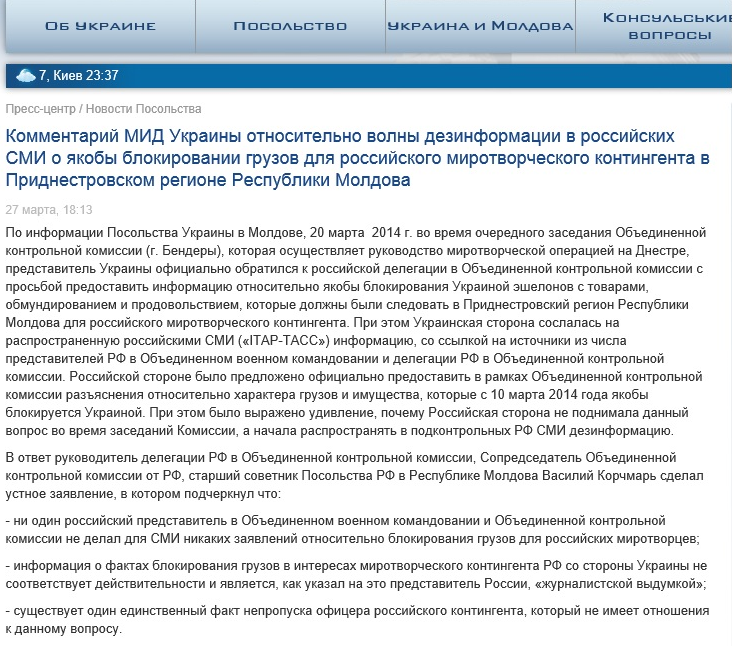 Об Украине Посольство Украина и Молдова Консульские
вопросы
7, Киев 23:37
Пресс-центр / Новости Посольства
Комментарий МИД Украины относительно волны дезинформации в российских
СМИ о якобы блокировании грузов для российского миротворческого контингента в
Приднестровском регионе Республики Молдова
27 марта, 18:13
По информации Посольства Украины в Молдове, 20 марта 2014 г. во время очередного заседания Объединенной
контрольной комиссии (г. Бендеры), которая осуществляет руководство миротворческой операцией на Днестре,
представитель Украины официально обратился к российской делегации в Объединенной контрольной комиссии с
просьбой предоставить информацию относительно якобы блокирования Украиной эшелонов с товарами,
обмундированием и продовольствием, которые должны были следовать в Приднестровский регион Республики
Молдова для российского миротворческого контингента. При этом Украинская сторона сослалась на
распространенную российскими СМИ («ІТАР-ТАСС») информацию, со ссылкой на источники из числа
представителей РФ в Объединенном военном командовании и делегации РФ в Объединенной контрольной
комиссии. Российской стороне было предложено официально предоставить в рамках Объединенной контрольной
комиссии разъяснения относительно характера грузов и имущества, которые с 10 марта 2014 года якобы
блокируется Украиной. При этом было выражено удивление, почему Российская сторона не поднимала данный
вопрос во время заседаний Комиссии, а начала распространять в подконтрольных РФ СМИ дезинформацию.
В ответ руководитель делегации РФ в Объединенной контрольной комиссии, Сопредседатель Объединенной
контрольной комиссии от РФ, старший советник Посольства РФ в Республике Молдова Василий Корчмарь сделал
устное заявление, в котором подчеркнул что:
- ни один российский представитель в Объединенном военном командовании и Объединенной контрольной
комиссии не делал для СМИ никаких заявлений относительно блокирования грузов для российских миротворцев;
- информация о фактах блокирования грузов в интересах миротворческого контингента РФ со стороны Украины не
соответствует действительности и является, как указал на это представитель России, «журналистской выдумкой»;
- существует один единственный факт непропуска офицера российского контингента, который не имеет отношения
к данному вопросу.